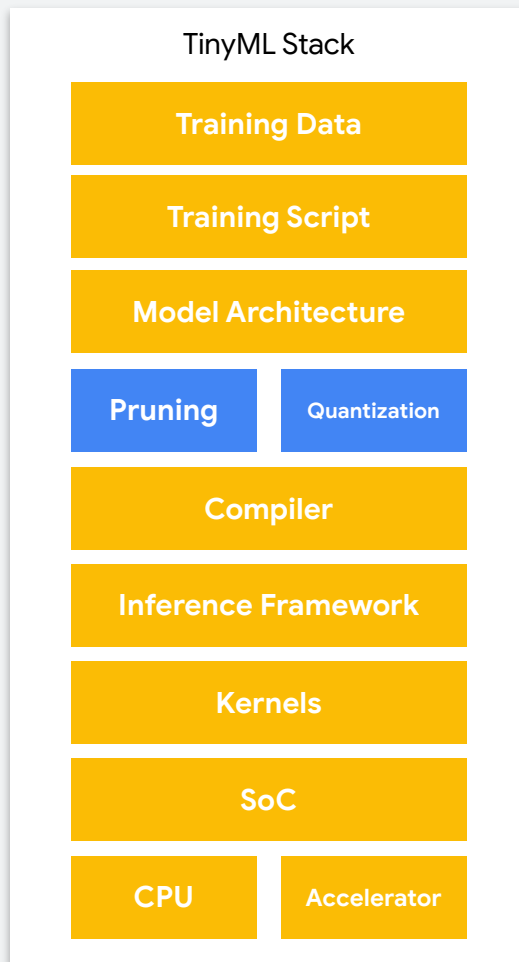 TinyML Stack
Training Data
Training Script
Model Architecture
Pruning
Quantization
Compiler
Inference Framework
Kernels
SoC
CPU
Accelerator